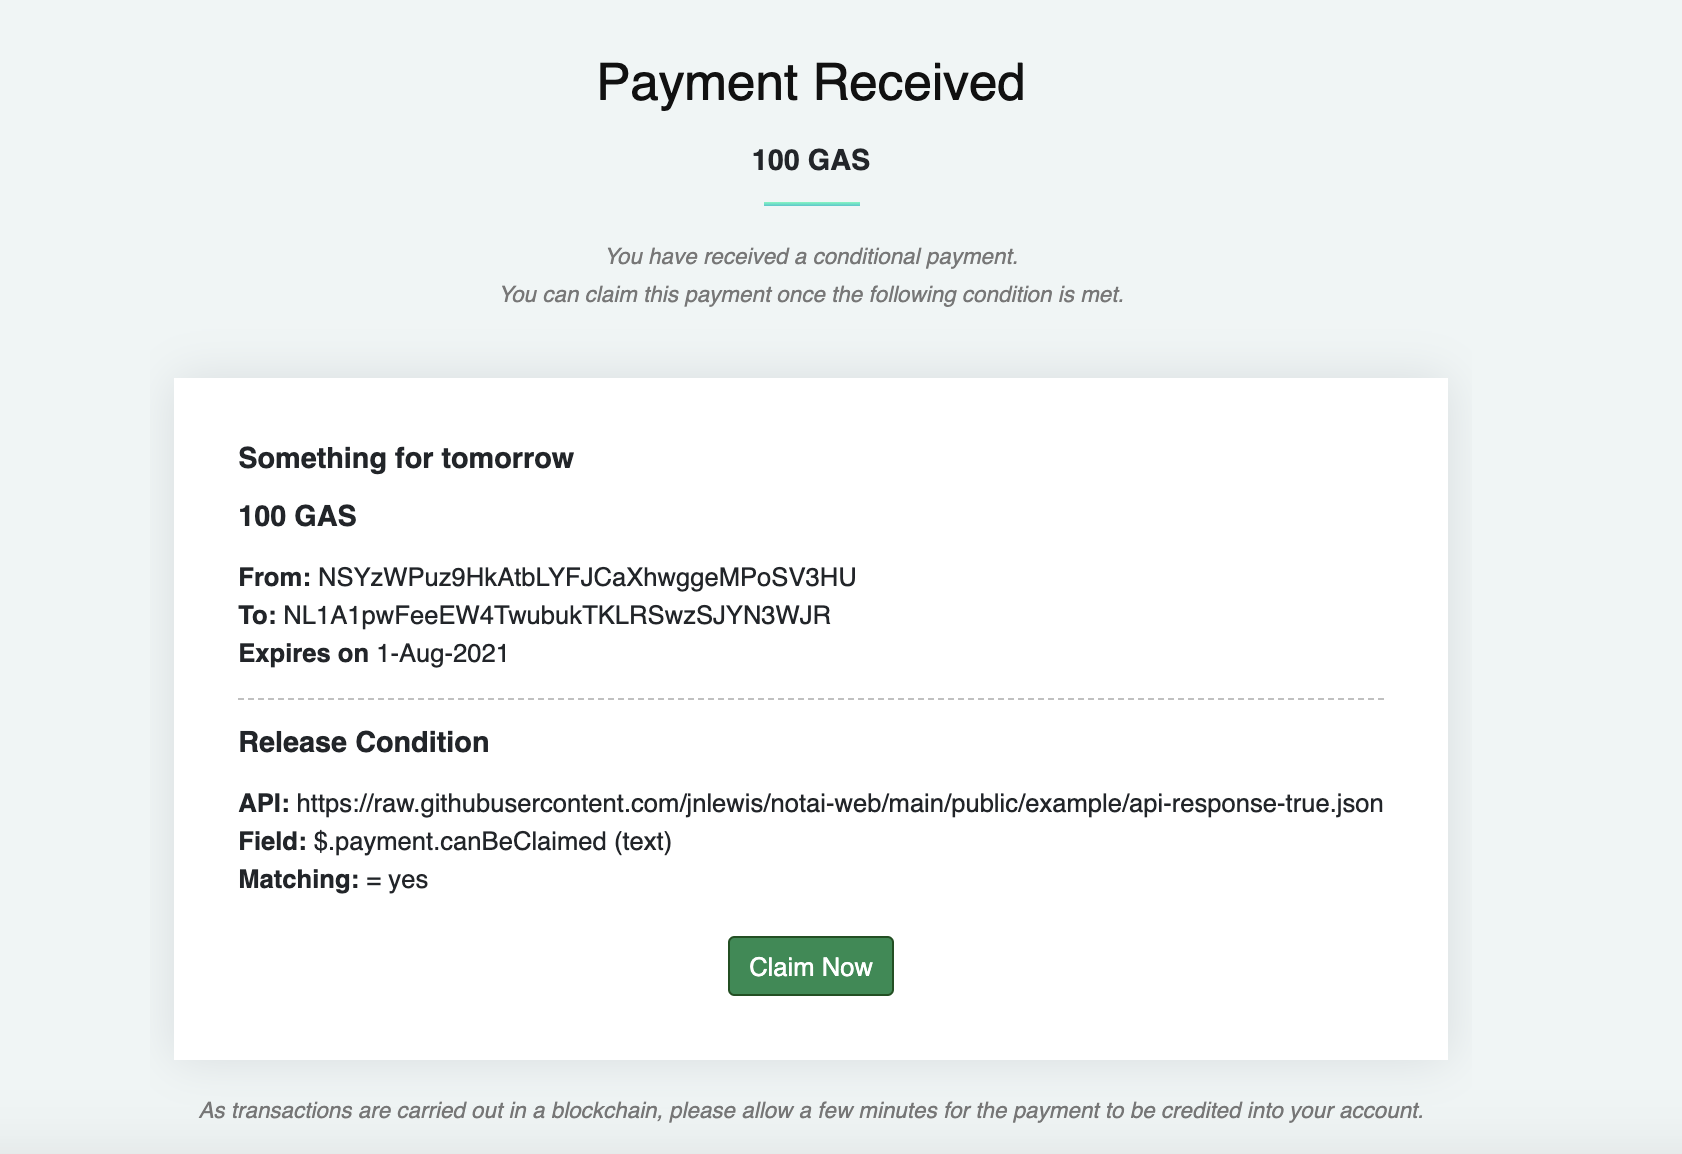 Payment Received
100 GAS
You have received a conditional payment.
You can claim this payment once the following condition is met.
Something for tomorrow
100 GAS
From: NSYzWPuz9HkAtbLYFJCaXhwggeMPoSV3HU
To: NL1A1pwFeeEW4TwubukTKLRSwzSJYN3WJR
Expires on 1-Aug-2021
Release Condition
API: https://raw.githubusercontent.com/jnlewis/notai-web/main/public/example/api-response-true.json
Field: $.payment.canBeClaimed (text)
Matching: = yes
Claim Now
As transactions are carried out in a blockchain, please allow a few minutes for the payment to be credited into your account.